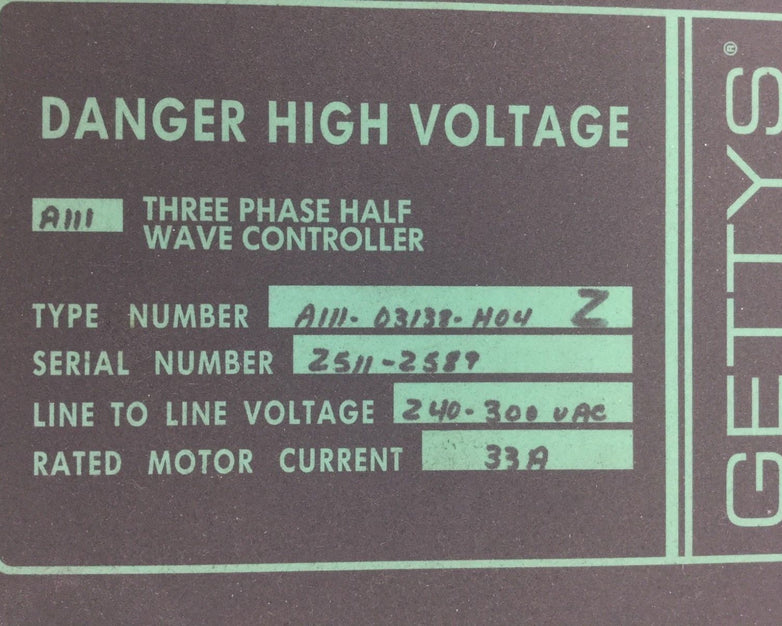 DANGER HIGH VOLTAGE
A111 THREE PHASE HALF
WAVE CONTROLLER
TYPE NUMBER A111-03138-H04 Z
SERIAL NUMBER 2511-2589
LINE TO LINE VOLTAGE 240-300 VAC
RATED MOTOR CURRENT 33A
GETTYS®